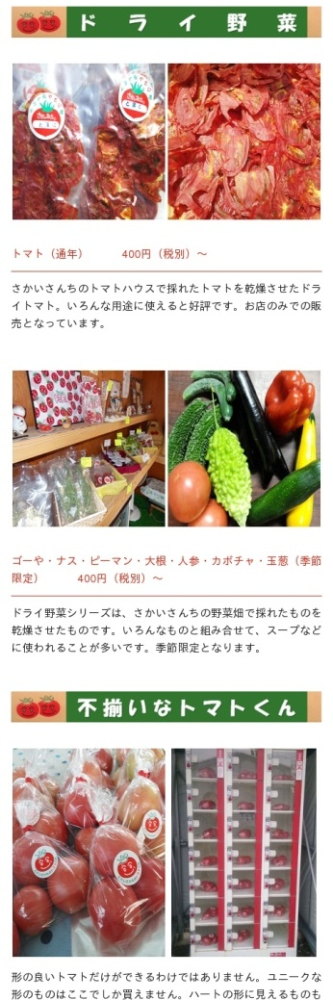 ドライ野菜
トマト（通年）　　　400円（税別）～
さかいさんちのトマトハウスで採れたトマトを乾燥させたドラ
イトマト。いろんな用途に使えると好評です。お店のみでの販
売となっています。
ゴーや・ナス・ピーマン・大根・人参・カボチャ・玉葱（季節
限定）　　　400円（税別）～
ドライ野菜シリーズは、さかいさんちの野菜畑で採れたものを
乾燥させたものです。いろんなものと組み合せて、スープなど
に使われることが多いです。季節限定となります。
不揃いなトマトくん
形の良いトマトだけができるわけではありません。ユニークな
形のものはここでしか買えません。ハートの形に見えるものも